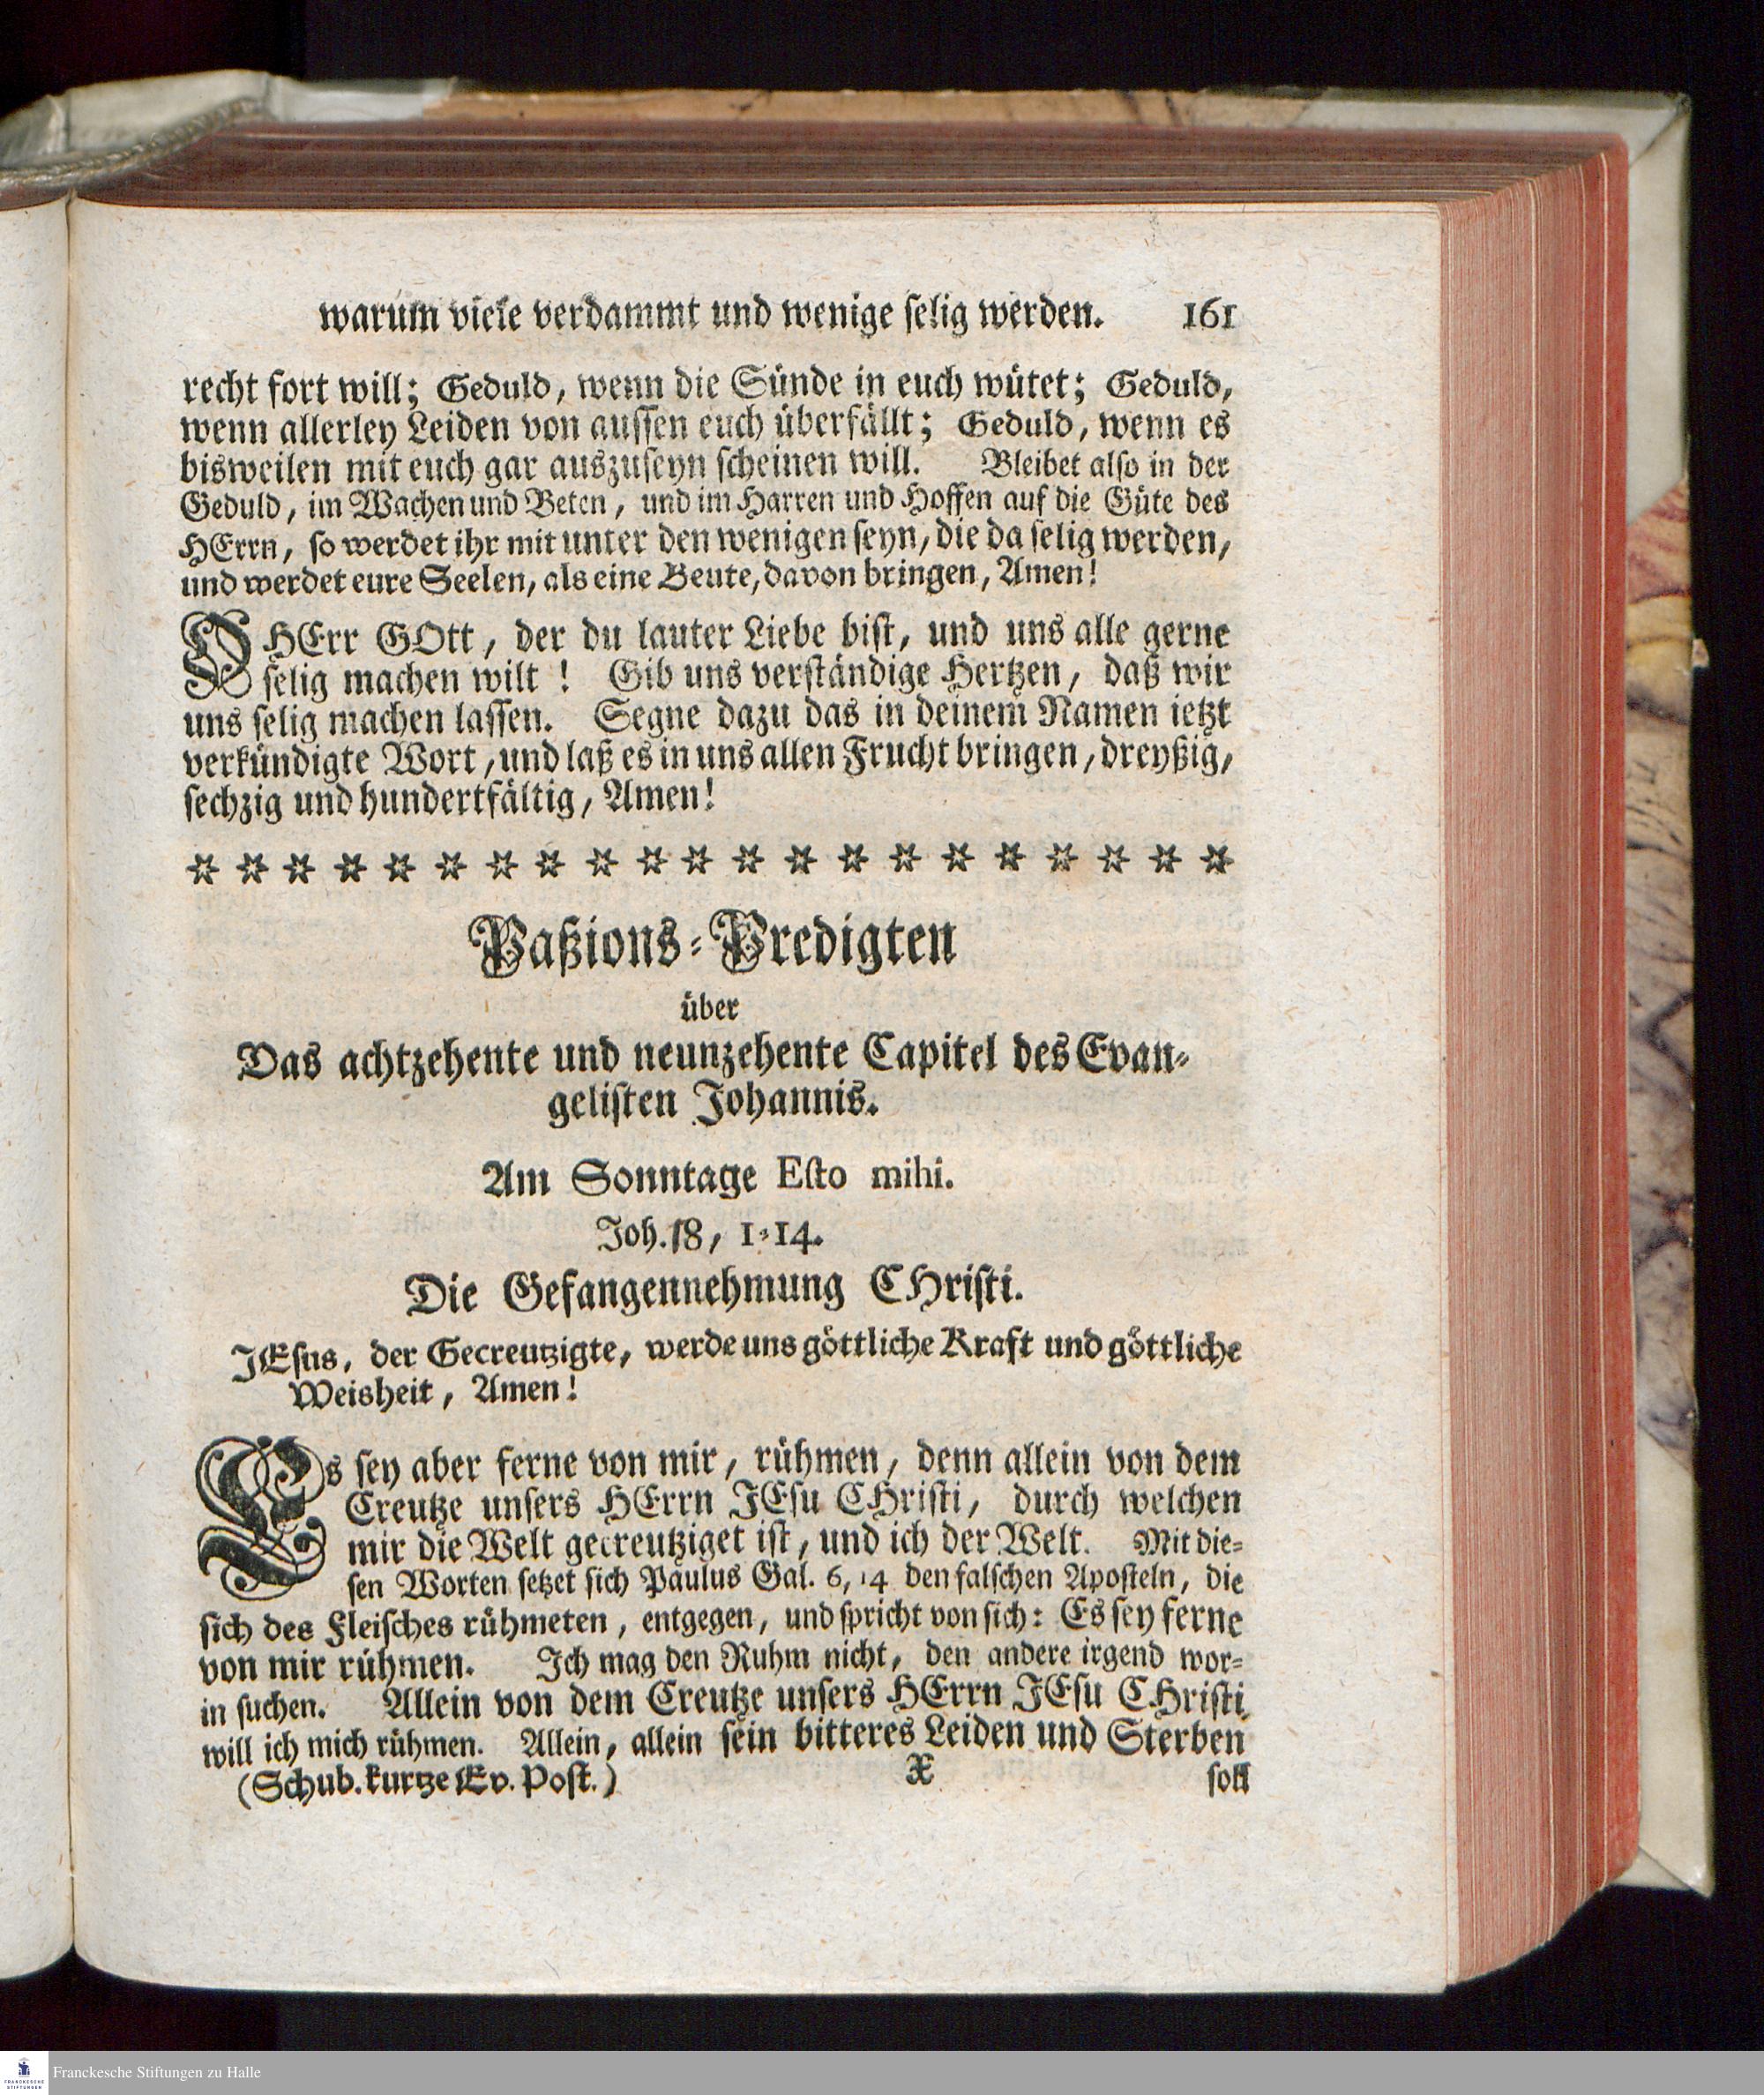 warum viele verdammt und wenige selig werden. 161
recht fort will; Geduld, wenn die Sünde in euch wütet; Geduld,
wenn allerley Leiden von aussen euch überfällt; Geduld, wenn es
bisweilen mit euch gar auszuseyn scheinen will. Bleibet also in der
Geduld, im Wachen und Beten, und im Harren und Hoffen auf die Güte des
HErrn, so werdet ihr mit unter den wenigen seyn, die da selig werden,
und werdet eure Seelen, als eine Beute, davon bringen, Amen!
O HErr GOtt, der du lauter Liebe bist, und uns alle gerne
selig machen wilt! Gib uns verständige Hertzen, daß wir
uns selig machen lassen. Segne dazu das in deinem Namen ietzt
verkündigte Wort, und laß es in uns allen Frucht bringen, dreyßig,
sechzig und hundertfältig, Amen!
* * * * * * * * * * * * * * * * * * * * *
Paßions-Predigten
über
Das achtzehente und neunzehente Capitel des Evan-
gelisten Johannis.
Am Sonntage Esto mihi.
Joh. 18, 1-14.
Die Gefangennehmung CHristi.
JEsus, der Gecreutzigte, werde uns göttliche Kraft und göttliche
Weisheit, Amen!
Es sey aber ferne von mir, rühmen, denn allein von dem
Creutze unsers HErrn JEsu CHristi, durch welchen
mir die Welt gecreutziget ist, und ich der Welt. Mit die-
sen Worten setzet sich Paulus Gal. 6, 14 den falschen Aposteln, die
sich des Fleisches rühmeten, entgegen, und spricht von sich: Es sey ferne
von mir rühmen. Ich mag den Ruhm nicht, den andere irgend wor-
in suchen. Allein von dem Creutze unsers HErrn JEsu CHristi
will ich mich rühmen. Allein, allein sein bitteres Leiden und Sterben
(Schub. kurtze Ev. Post.) X soll
FRANCKESCHE
STIFTUNGEN
Franckesche Stiftungen zu Halle